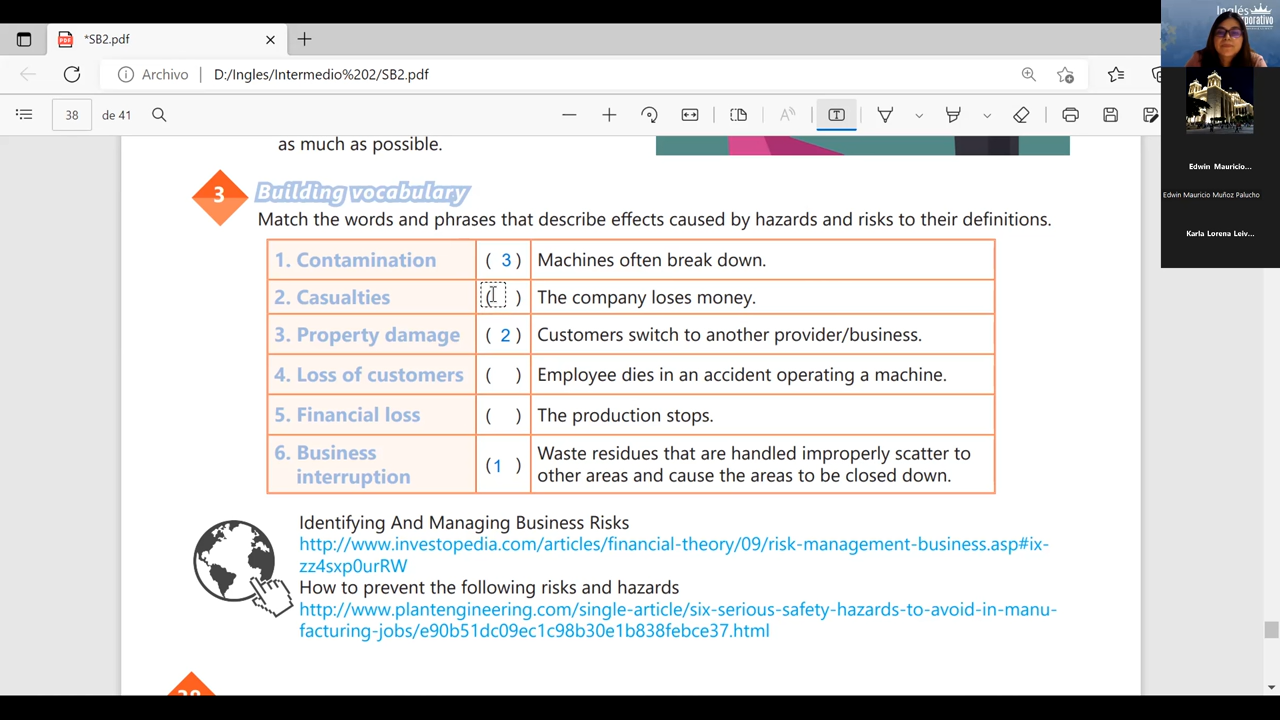 *SB2.pdf
Archivo
D:/Ingles/Intermedio%202/SB2.pdf
38
de 41
as much as possible.
3
Building vocabulary
Match the words and phrases that describe effects caused by hazards and risks to their definitions.
1. Contamination ( 3 ) Machines often break down.
2. Casualties ( ) The company loses money.
3. Property damage ( 2 ) Customers switch to another provider/business.
4. Loss of customers ( ) Employee dies in an accident operating a machine.
5. Financial loss ( ) The production stops.
6. Business interruption (1 ) Waste residues that are handled improperly scatter to
other areas and cause the areas to be closed down.
Identifying And Managing Business Risks
http://www.investopedia.com/articles/financial-theory/09/risk-management-business.asp#ix-
zz4sxp0urRW
How to prevent the following risks and hazards
http://www.plantengineering.com/single-article/six-serious-safety-hazards-to-avoid-in-manu-
facturing-jobs/e90b51dc09ec1c98b30e1b838febce37.html
Inglés
Edwin Mauricio...
Edwin Mauricio Muñoz Palucho
Karla Lorena Leiv...